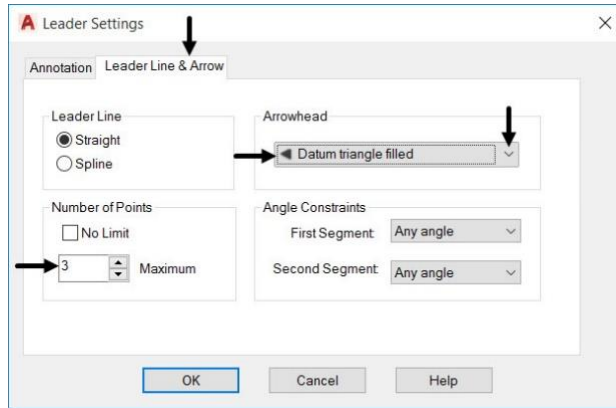 A Leader Settings
Annotation Leader Line & Arrow
Leader Line
Straight
Spline
Arrowhead
Datum triangle filled
Number of Points
No Limit
3 Maximum
Angle Constraints
First Segment: Any angle
Second Segment: Any angle
OK Cancel Help